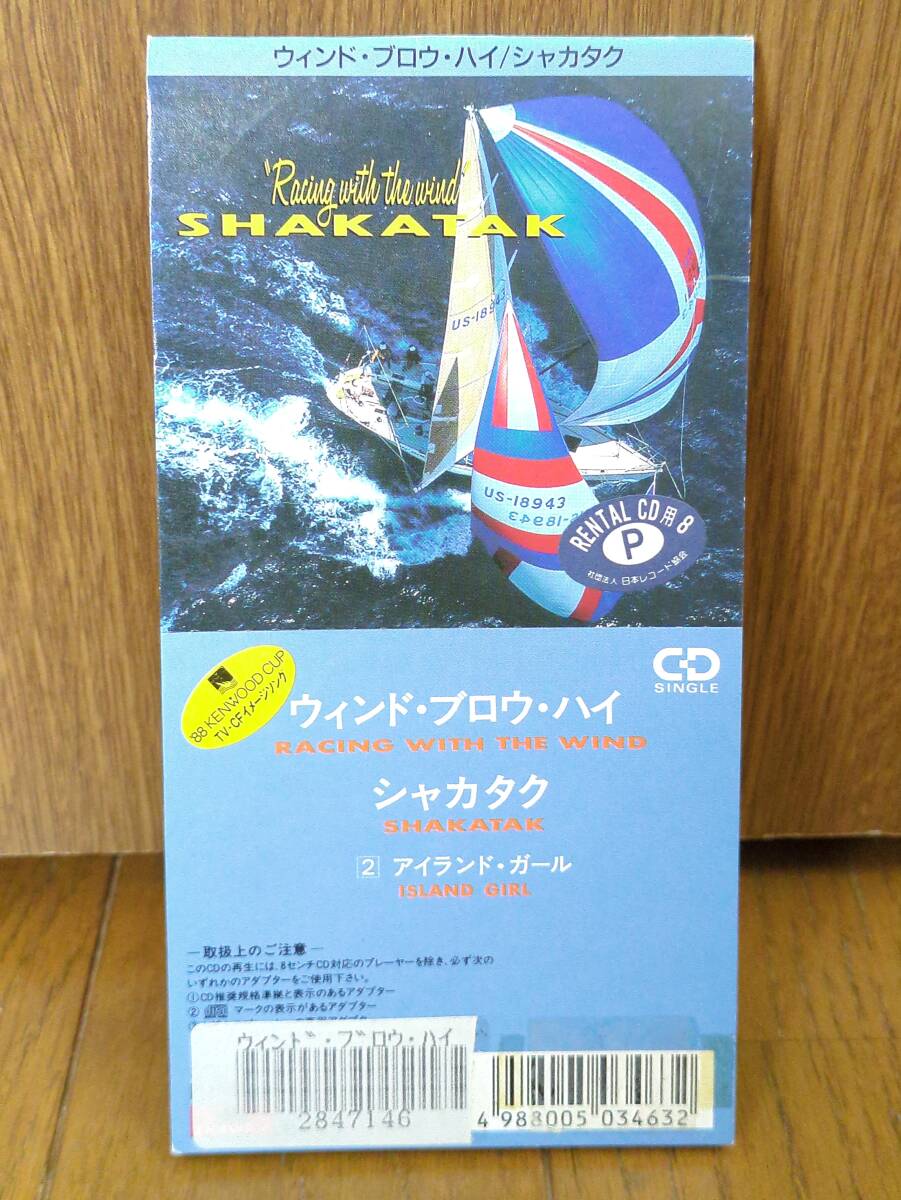 ウィンド・ブロウ・ハイ/シャカタク
"Racing with the wind"
SHAKATAK
US-18943
US-18943
US-18943
RENTAL CD用 8
P
社団法人 日本レコード協会
CD
SINGLE
'88 KENWOOD CUP
TV-CFイメージソング
ウィンド・ブロウ・ハイ
RACING WITH THE WIND
シャカタク
SHAKATAK
2 アイランド・ガール
ISLAND GIRL
―取扱上のご注意―
このCDの再生には、8センチCD対応のプレーヤーを除き、必ず次の
いずれかのアダプターをご使用下さい。
①CD推奨規格準拠と表示のあるアダプター
② マークの表示があるアダプター
ウィンド・ブロウ・ハイ
2847146
4 988005 034632